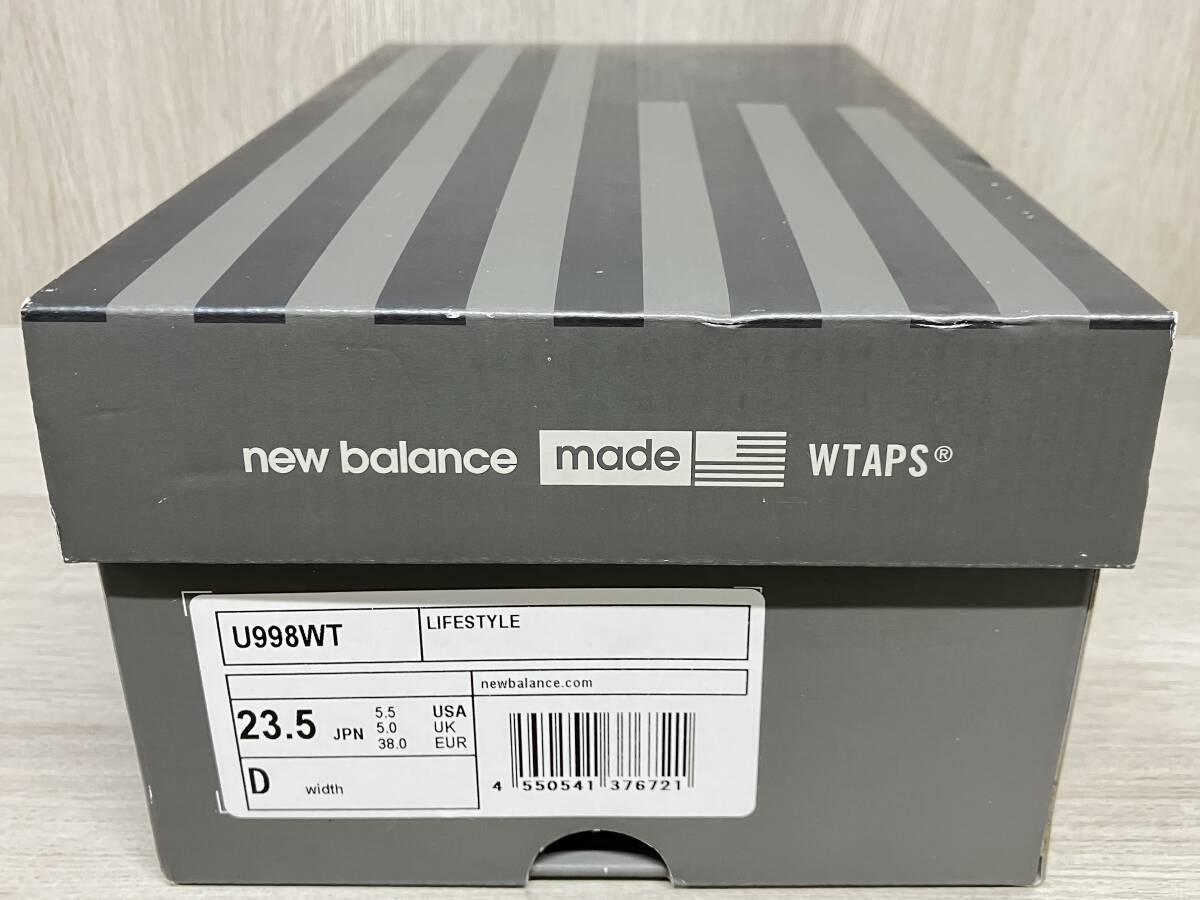 new balance made WTAPS®
U998WT LIFESTYLE
newbalance.com
23.5 JPN
5.5 USA
5.0 UK
38.0 EUR
D width
4 550541 376721